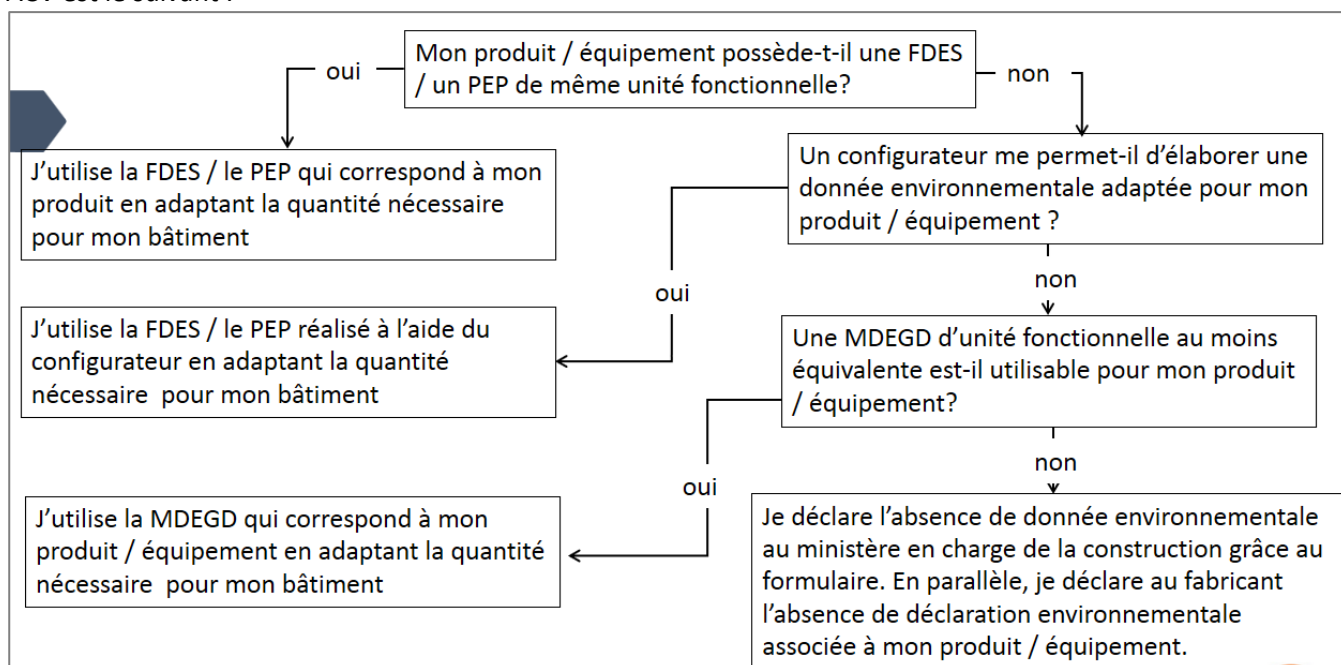 Mon produit / équipement possède-t-il une FDES
/ un PEP de même unité fonctionnelle?
oui
non
J'utilise la FDES / le PEP qui correspond à mon
produit en adaptant la quantité nécessaire
pour mon bâtiment
Un configurateur me permet-il d'élaborer une
donnée environnementale adaptée pour mon
produit / équipement ?
oui
non
J'utilise la FDES / le PEP réalisé à l'aide du
configurateur en adaptant la quantité
nécessaire pour mon bâtiment
Une MDEGD d'unité fonctionnelle au moins
équivalente est-il utilisable pour mon produit
/ équipement?
oui
non
J'utilise la MDEGD qui correspond à mon
produit / équipement en adaptant la quantité
nécessaire pour mon bâtiment
Je déclare l'absence de donnée environnementale
au ministère en charge de la construction grâce au
formulaire. En parallèle, je déclare au fabricant
l'absence de déclaration environnementale
associée à mon produit / équipement.